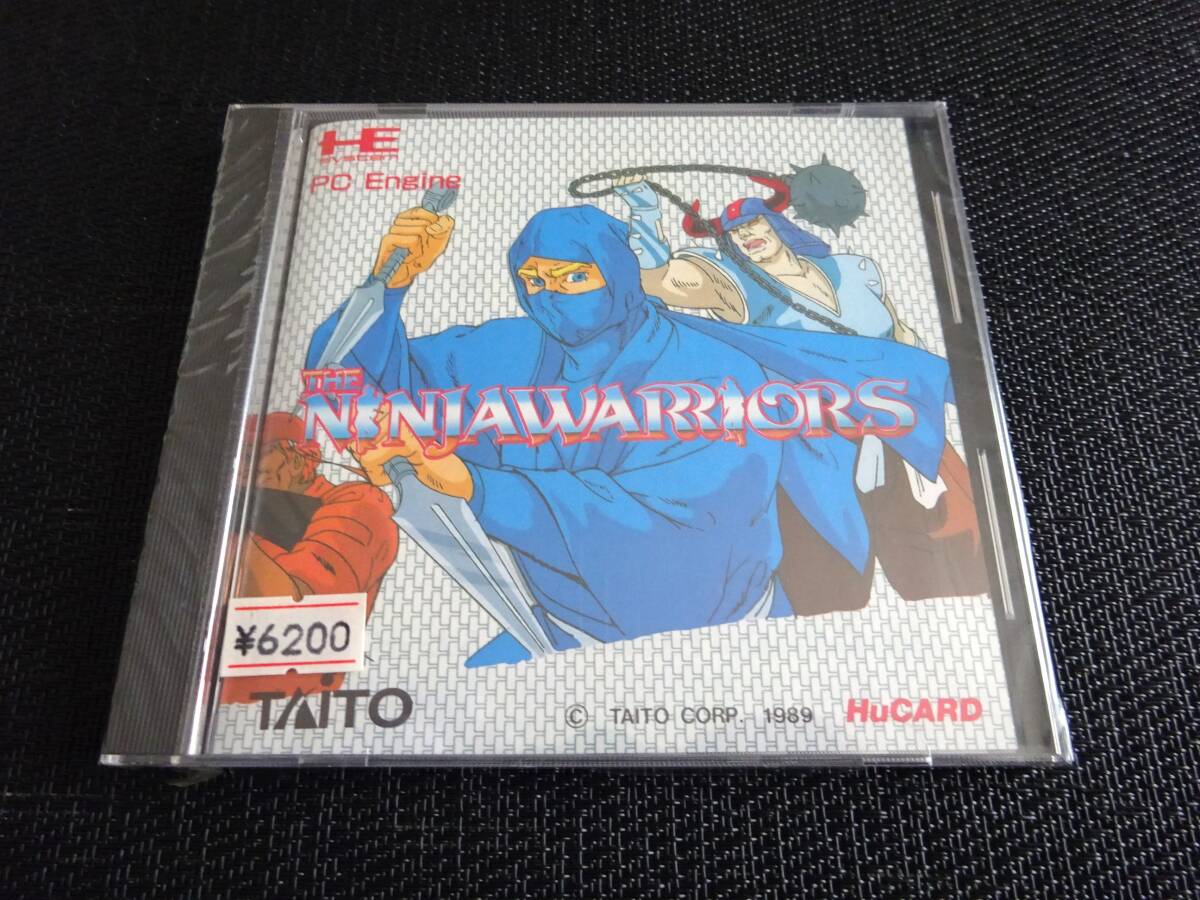 HE
system
PC Engine
THE
NINJAWARRIORS
¥6200
TAITO
© TAITO CORP. 1989
HuCARD